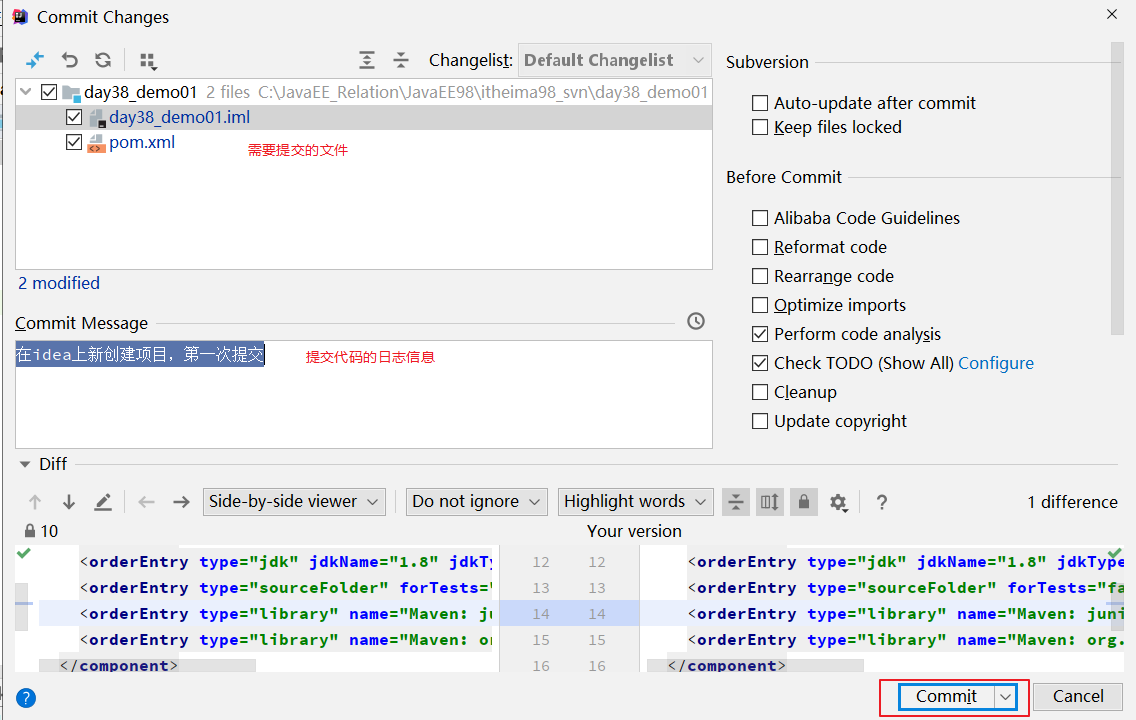 Commit Changes
Changelist: Default Changelist
day38_demo01 2 files C:\JavaEE_Relation\JavaEE98\itheima98_svn\day38_demo01
day38_demo01.iml
pom.xml
需要提交的文件
2 modified
Commit Message
在idea上新创建项目，第一次提交
提交代码的日志信息
Subversion
Auto-update after commit
Keep files locked
Before Commit
Alibaba Code Guidelines
Reformat code
Rearrange code
Optimize imports
Perform code analysis
Check TODO (Show All) Configure
Cleanup
Update copyright
Diff
Side-by-side viewer
Do not ignore
Highlight words
?
1 difference
10
Your version
<orderEntry type="jdk" jdkName="1.8" jdkTy 12 12 <orderEntry type="jdk" jdkName="1.8" jdkType
<orderEntry type="sourceFolder" forTests=" 13 13 <orderEntry type="sourceFolder" forTests="fa
<orderEntry type="library" name="Maven: ju 14 14 <orderEntry type="library" name="Maven: juni
<orderEntry type="library" name="Maven: or 15 15 <orderEntry type="library" name="Maven: org.
</component> 16 16 </component>
?
Commit
Cancel